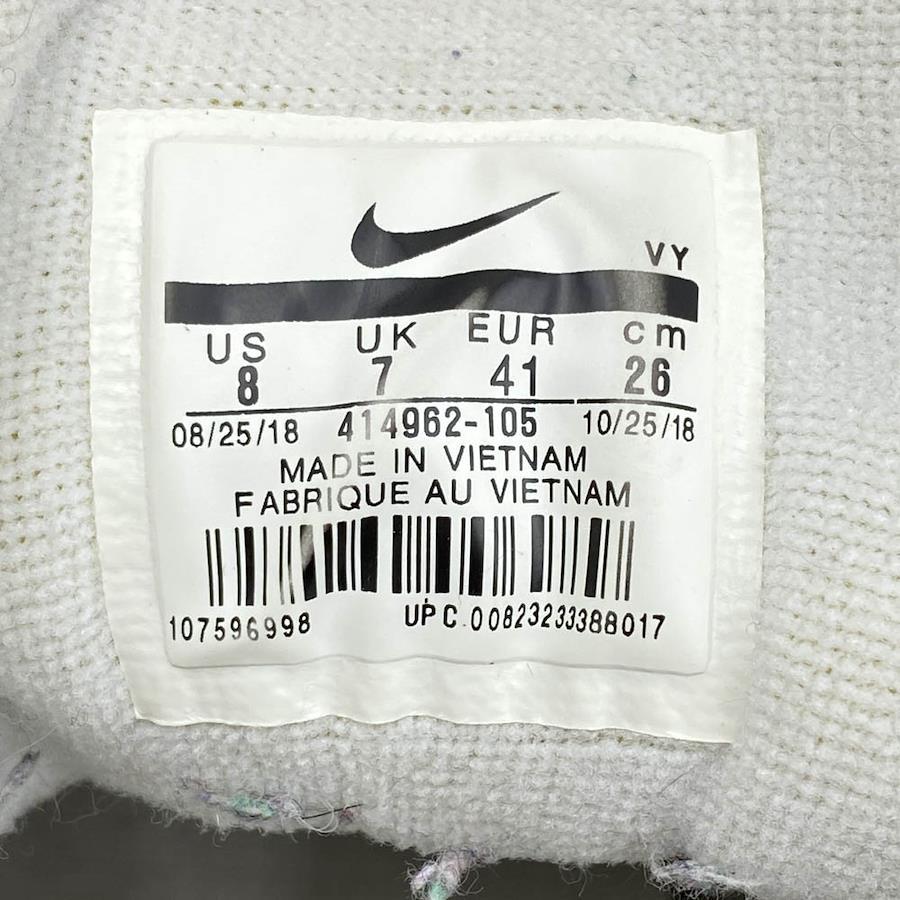 VY
US UK EUR cm
8 7 41 26
08/25/18 414962-105 10/25/18
MADE IN VIETNAM
FABRIQUE AU VIETNAM
107596998 UPC.00823233388017